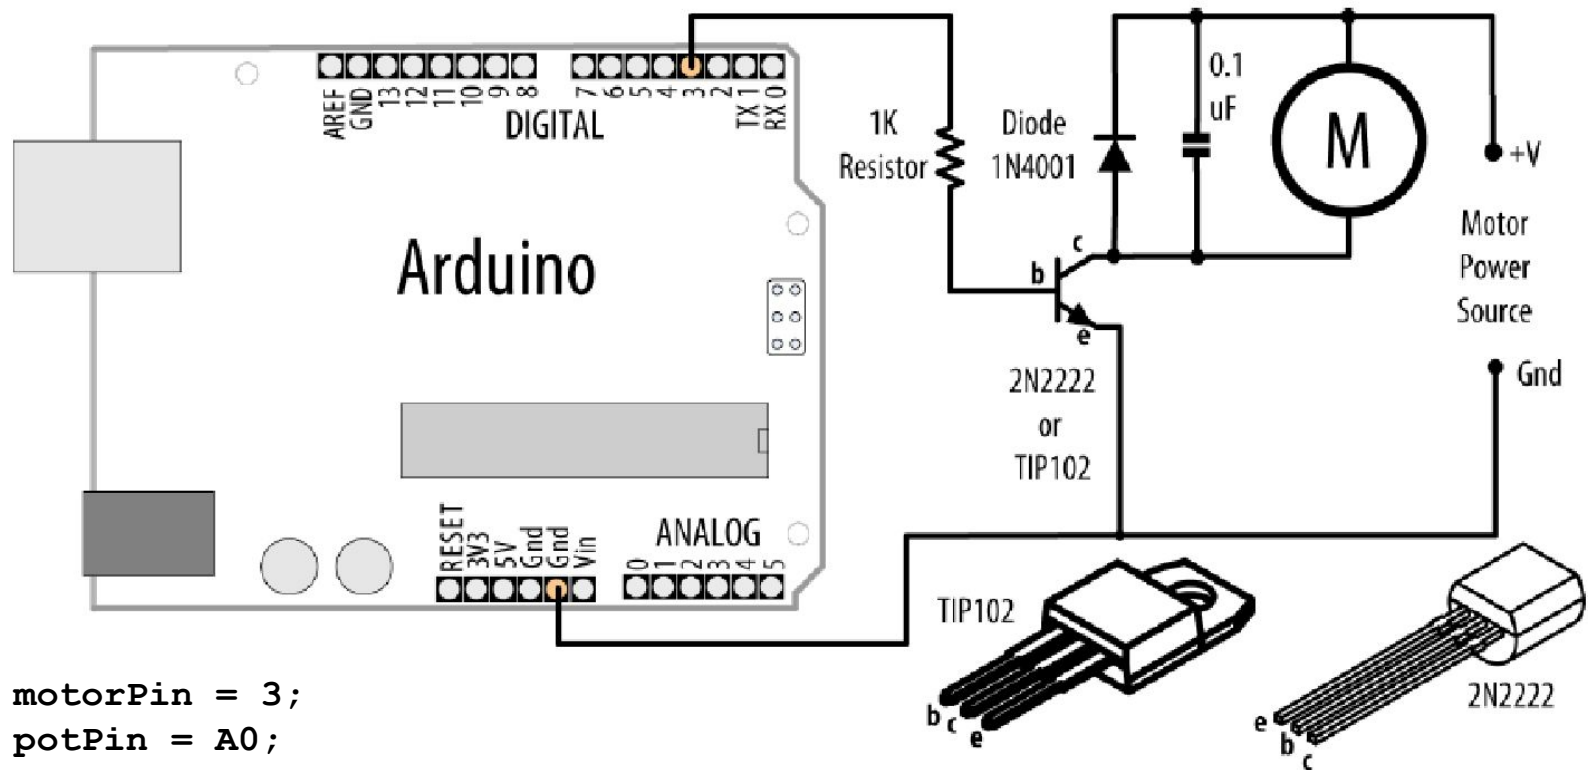 AREF
GND
13
12
11
10
9
8
7
6
5
4
3
2
TX 1
RX 0
DIGITAL
Arduino
RESET
3V3
5V
Gnd
Gnd
Vin
ANALOG
0
1
2
3
4
5
1K
Resistor
Diode
1N4001
0.1
uF
M
+V
Motor
Power
Source
Gnd
c
b
e
2N2222
or
TIP102
TIP102
b
c
e
2N2222
e
b
c
motorPin = 3;
potPin = A0;